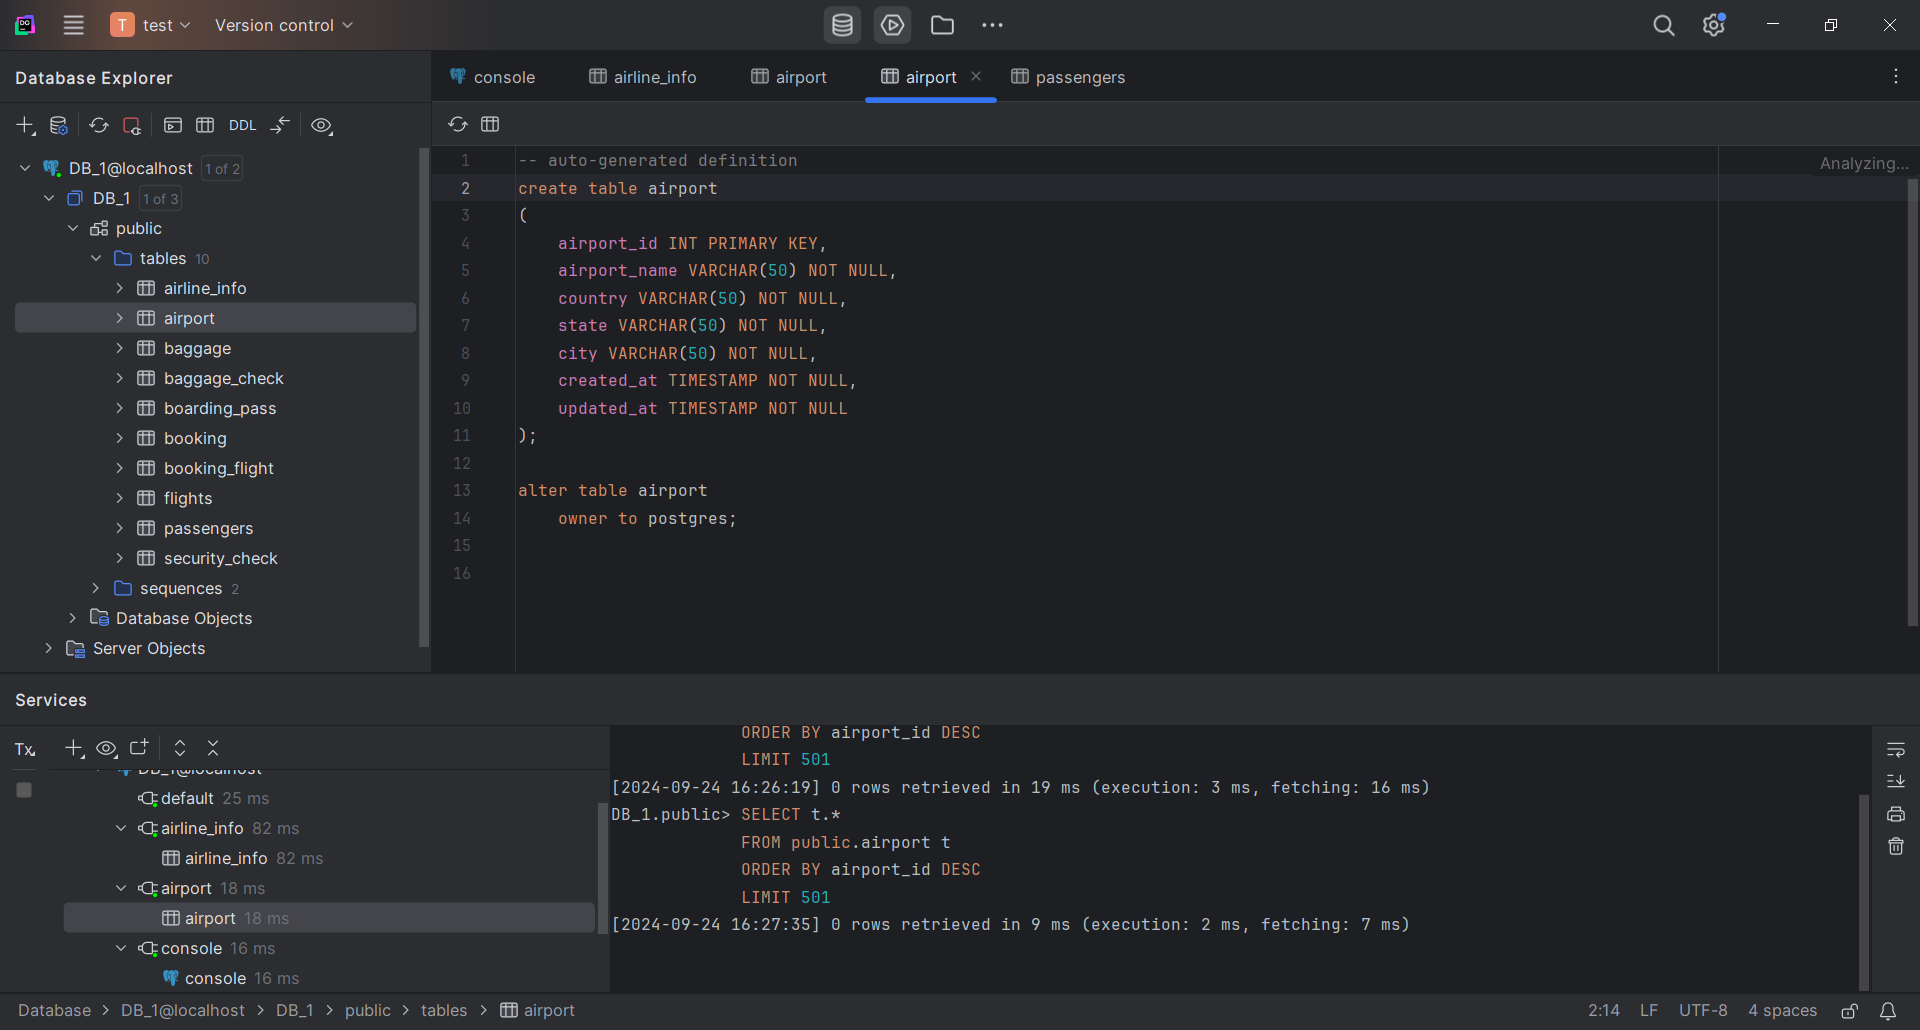 test
Version control
Database Explorer
console
airline_info
airport
airport
passengers
DDL
DB_1@localhost 1 of 2
DB_1 1 of 3
public
tables 10
airline_info
airport
baggage
baggage_check
boarding_pass
booking
booking_flight
flights
passengers
security_check
sequences 2
Database Objects
Server Objects
Analyzing...
1 -- auto-generated definition
2 create table airport
3 (
4 airport_id INT PRIMARY KEY,
5 airport_name VARCHAR(50) NOT NULL,
6 country VARCHAR(50) NOT NULL,
7 state VARCHAR(50) NOT NULL,
8 city VARCHAR(50) NOT NULL,
9 created_at TIMESTAMP NOT NULL,
10 updated_at TIMESTAMP NOT NULL
11 );
12
13 alter table airport
14 owner to postgres;
15
16
Services
Tx
DB_1@localhost
default 25 ms
airline_info 82 ms
airline_info 82 ms
airport 18 ms
airport 18 ms
console 16 ms
console 16 ms
ORDER BY airport_id DESC
LIMIT 501
[2024-09-24 16:26:19] 0 rows retrieved in 19 ms (execution: 3 ms, fetching: 16 ms)
DB_1.public> SELECT t.*
FROM public.airport t
ORDER BY airport_id DESC
LIMIT 501
[2024-09-24 16:27:35] 0 rows retrieved in 9 ms (execution: 2 ms, fetching: 7 ms)
Database > DB_1@localhost > DB_1 > public > tables > airport
2:14 LF UTF-8 4 spaces